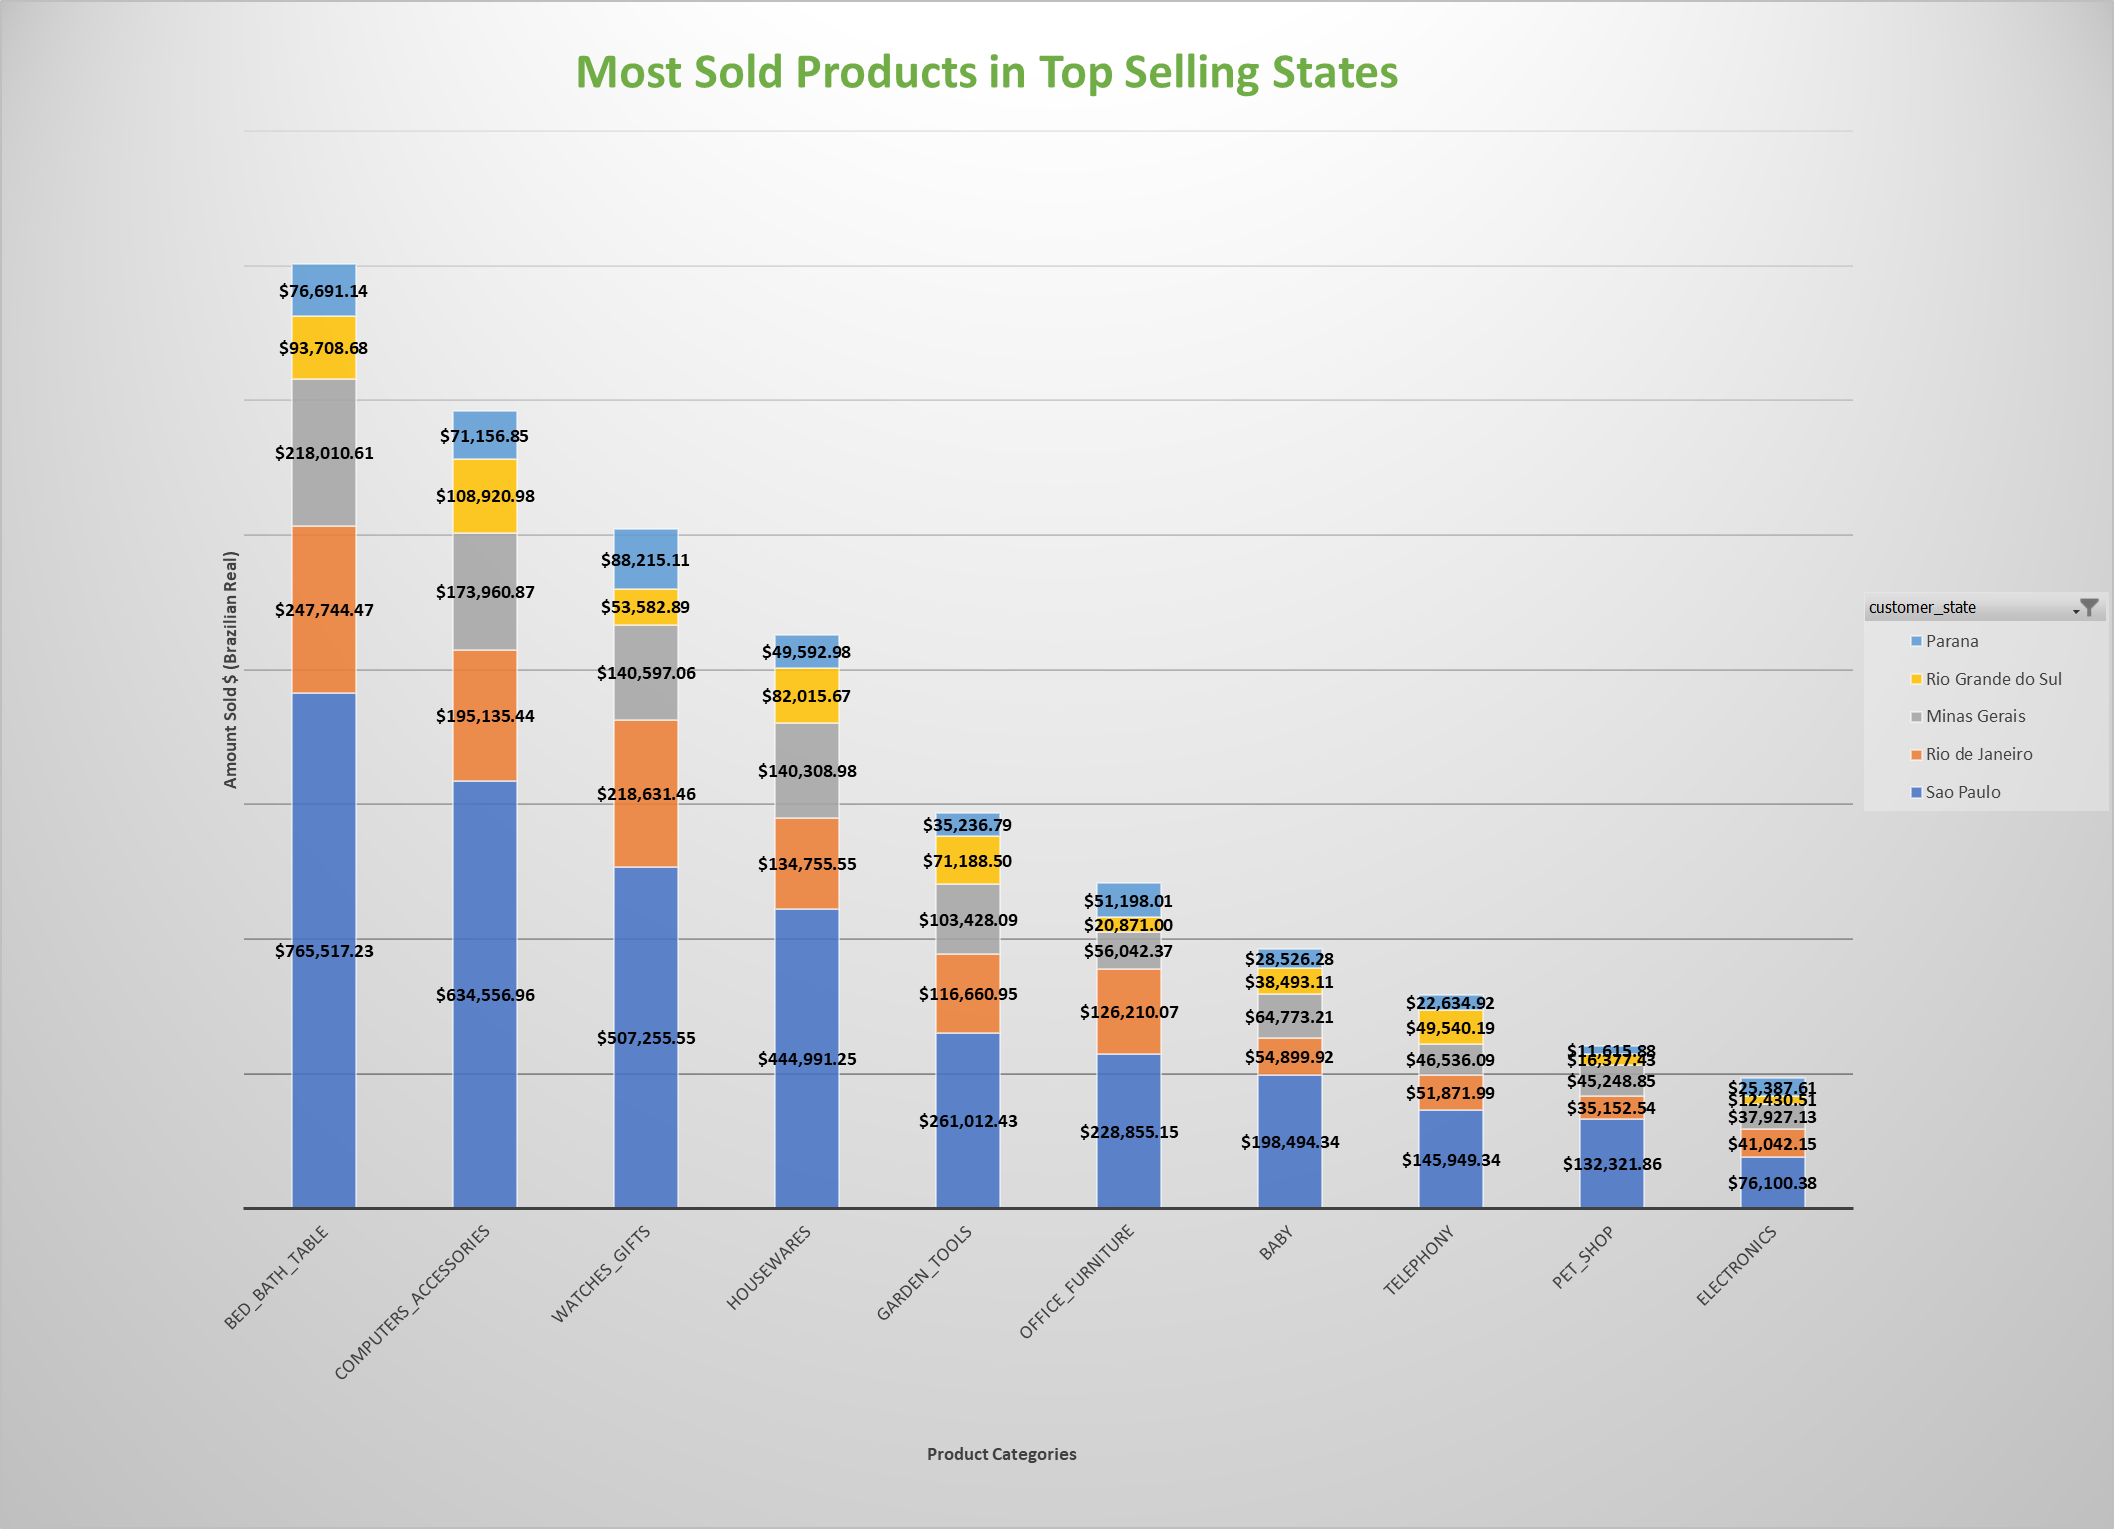 Most Sold Products in Top Selling States
Amount Sold $ (Brazilian Real)
$76,691.14
$93,708.68
$218,010.61
$247,744.47
$765,517.23
$71,156.85
$108,920.98
$173,960.87
$195,135.44
$634,556.96
$88,215.11
$53,582.89
$140,597.06
$218,631.46
$507,255.55
$49,592.98
$82,015.67
$140,308.98
$134,755.55
$444,991.25
$35,236.79
$71,188.50
$103,428.09
$116,660.95
$261,012.43
$51,198.01
$20,871.00
$56,042.37
$126,210.07
$228,855.15
$28,526.28
$38,493.11
$64,773.21
$54,899.92
$198,494.34
$22,634.92
$49,540.19
$46,536.09
$51,871.99
$145,949.34
$11,615.88
$16,377.43
$45,248.85
$35,152.54
$132,321.86
$25,387.61
$12,430.51
$37,927.13
$41,042.15
$76,100.38
BED_BATH_TABLE
COMPUTERS_ACCESSORIES
WATCHES_GIFTS
HOUSEWARES
GARDEN_TOOLS
OFFICE_FURNITURE
BABY
TELEPHONY
PET_SHOP
ELECTRONICS
Product Categories
customer_state
Parana
Rio Grande do Sul
Minas Gerais
Rio de Janeiro
Sao Paulo